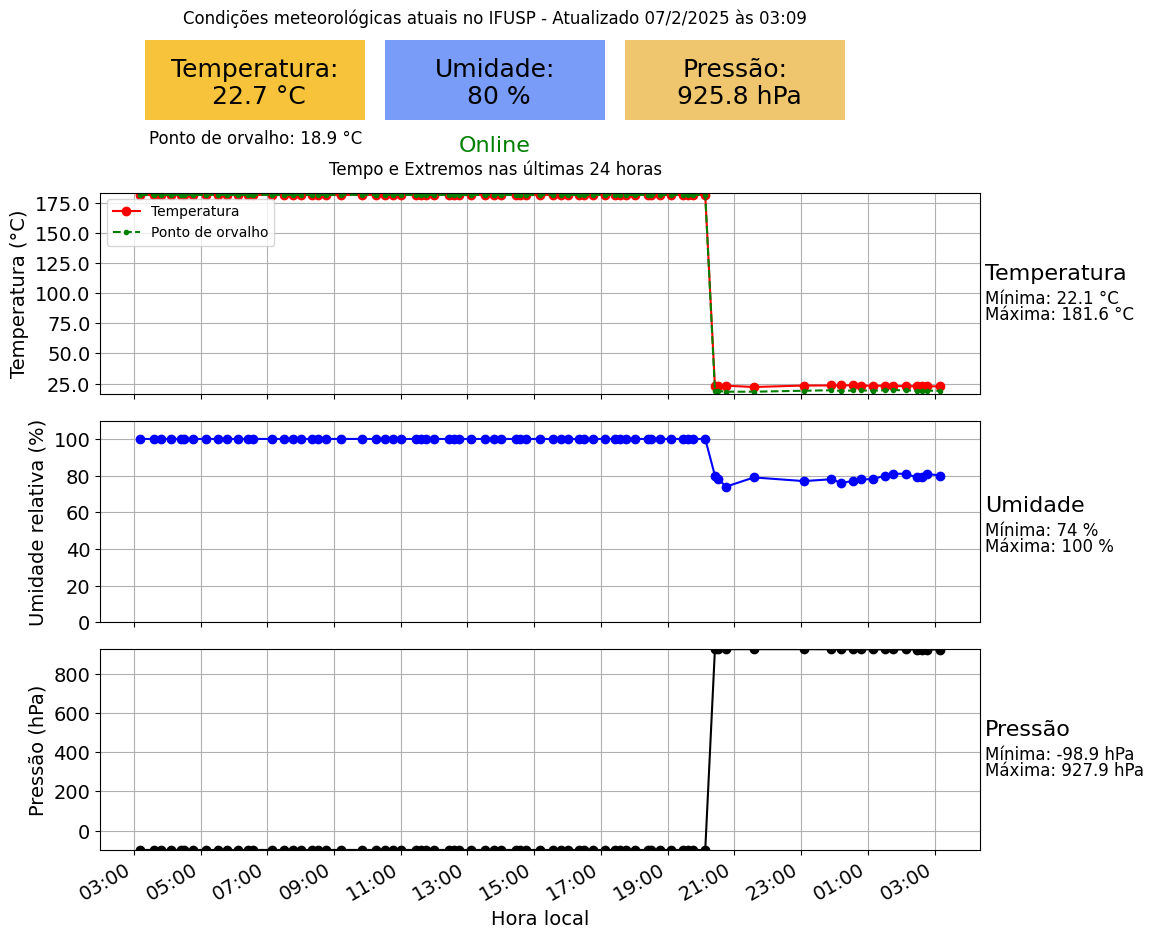 Condições meteorológicas atuais no IFUSP - Atualizado 07/2/2025 às 03:09
Temperatura:
22.7 °C
Umidade:
80 %
Pressão:
925.8 hPa
Ponto de orvalho: 18.9 °C
Online
Tempo e Extremos nas últimas 24 horas
Temperatura (°C)
175.0
150.0
125.0
100.0
75.0
50.0
25.0
Temperatura
Ponto de orvalho
Temperatura
Mínima: 22.1 °C
Máxima: 181.6 °C
Umidade relativa (%)
100
80
60
40
20
0
Umidade
Mínima: 74 %
Máxima: 100 %
Pressão (hPa)
800
600
400
200
0
Pressão
Mínima: -98.9 hPa
Máxima: 927.9 hPa
03:00 05:00 07:00 09:00 11:00 13:00 15:00 17:00 19:00 21:00 23:00 01:00 03:00
Hora local